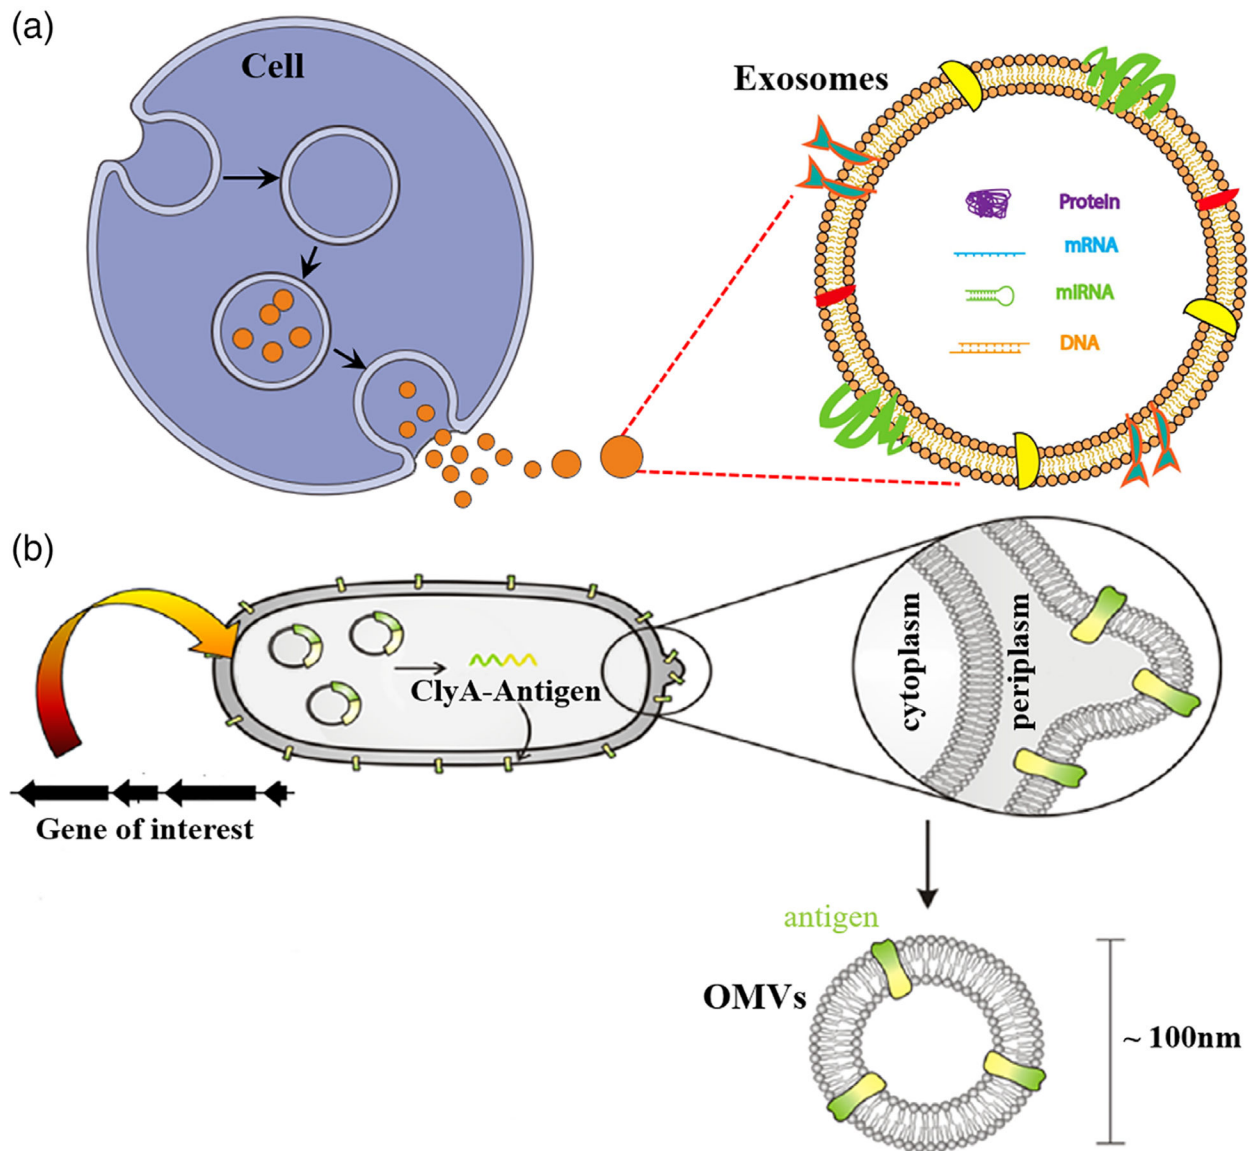 (a)
Cell
Exosomes
Protein
mRNA
miRNA
DNA
(b)
ClyA-Antigen
Gene of interest
cytoplasm
periplasm
antigen
OMVs
~ 100nm